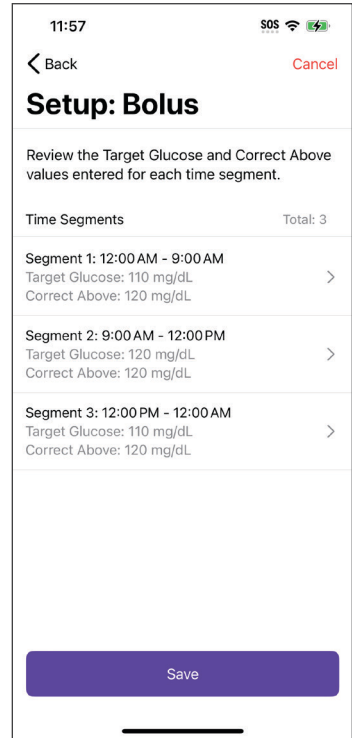 11:57 SOS
Back Cancel
Setup: Bolus
Review the Target Glucose and Correct Above
values entered for each time segment.
Time Segments Total: 3
Segment 1: 12:00 AM - 9:00 AM
Target Glucose: 110 mg/dL
Correct Above: 120 mg/dL
Segment 2: 9:00 AM - 12:00 PM
Target Glucose: 120 mg/dL
Correct Above: 120 mg/dL
Segment 3: 12:00 PM - 12:00 AM
Target Glucose: 110 mg/dL
Correct Above: 120 mg/dL
Save